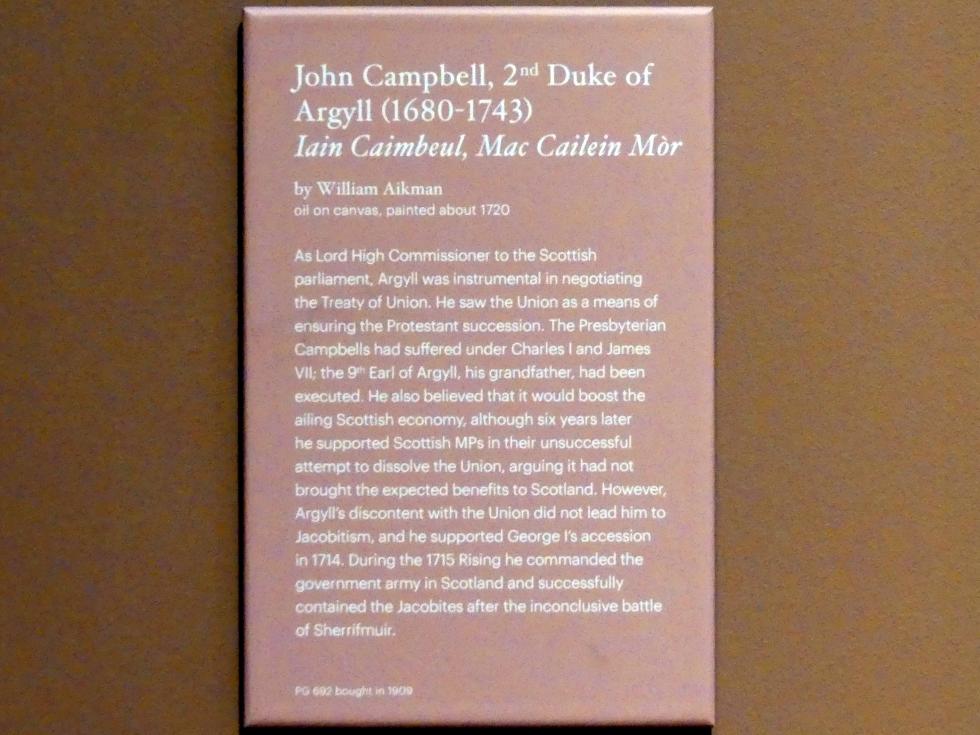 John Campbell, 2nd Duke of
Argyll (1680-1743)
Iain Caimbeul, Mac Cailein Mòr
by William Aikman
oil on canvas, painted about 1720
As Lord High Commissioner to the Scottish
parliament, Argyll was instrumental in negotiating
the Treaty of Union. He saw the Union as a means of
ensuring the Protestant succession. The Presbyterian
Campbells had suffered under Charles I and James
VII; the 9th Earl of Argyll, his grandfather, had been
executed. He also believed that it would boost the
ailing Scottish economy, although six years later
he supported Scottish MPs in their unsuccessful
attempt to dissolve the Union, arguing it had not
brought the expected benefits to Scotland. However,
Argyll's discontent with the Union did not lead him to
Jacobitism, and he supported George I's accession
in 1714. During the 1715 Rising he commanded the
government army in Scotland and successfully
contained the Jacobites after the inconclusive battle
of Sherrifmuir.
PG 692 bought in 1909